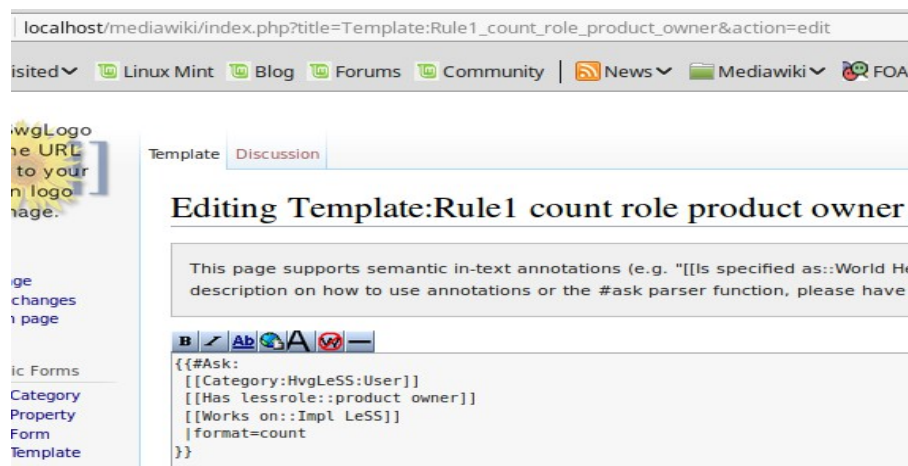 localhost/mediawiki/index.php?title=Template:Rule1_count_role_product_owner&action=edit
isited Linux Mint Blog Forums Community News Mediawiki FOA
wgLogo
URL
to your
logo
Template Discussion
Editing Template:Rule1 count role product owner
This page supports semantic in-text annotations (e.g. "[[Is specified as::World He
description on how to use annotations or the #ask parser function, please have
ge
changes
page
B Ab A W
{{#Ask:
[[Category:HvgLeSS:User]]
[[Has lessrole::product owner]]
[[Works on::Impl LeSS]]
|format=count
}}
ic Forms
Category
Property
Form
Template